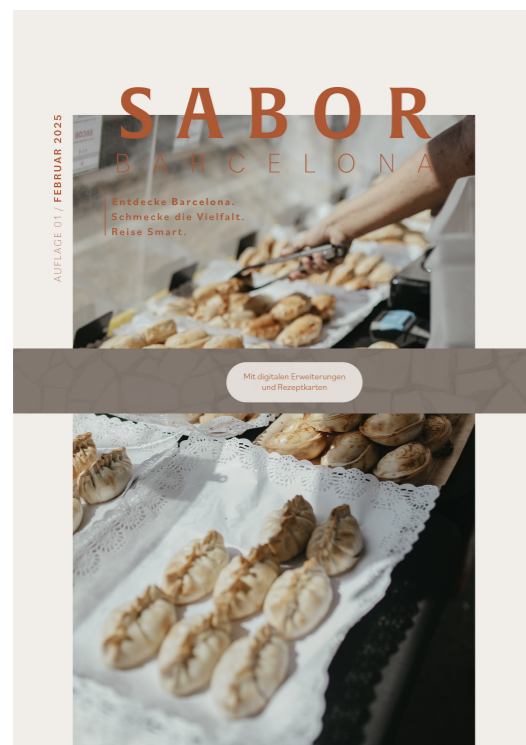 SABOR
BARCELONA
AUFLAGE 01 / FEBRUAR 2025
Entdecke Barcelona.
Schmecke die Vielfalt.
Reise Smart.
Mit digitalen Erweiterungen
und Rezeptkarten